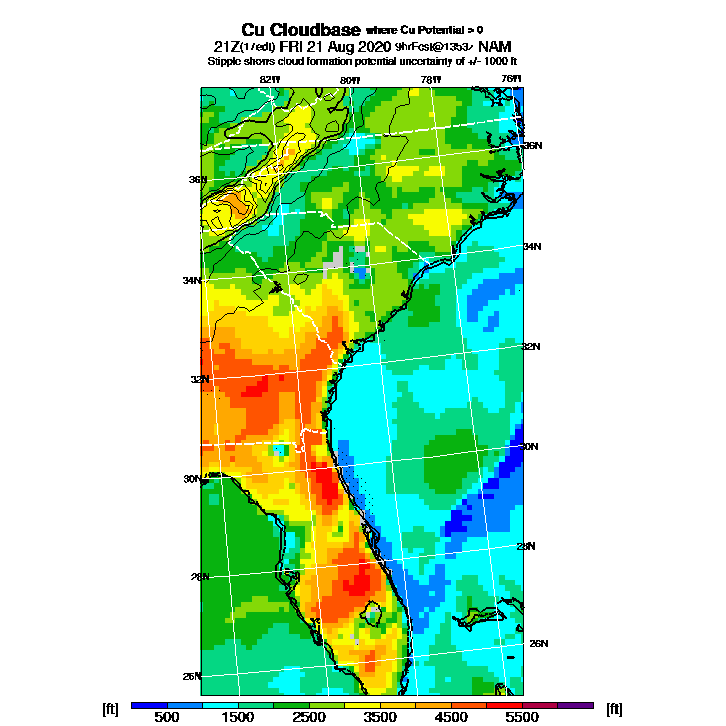 Cu Cloudbase where Cu Potential > 0
21Z(17edt) FRI 21 Aug 2020 9hrFcst@1353z NAM
Stipple shows cloud formation potential uncertainty of +/- 1000 ft
82W 80W 78W 76W
36N
36N
34N
34N
32N
32N
30N
30N
28N
28N
26N
26N
[ft] [ft]
500 1500 2500 3500 4500 5500